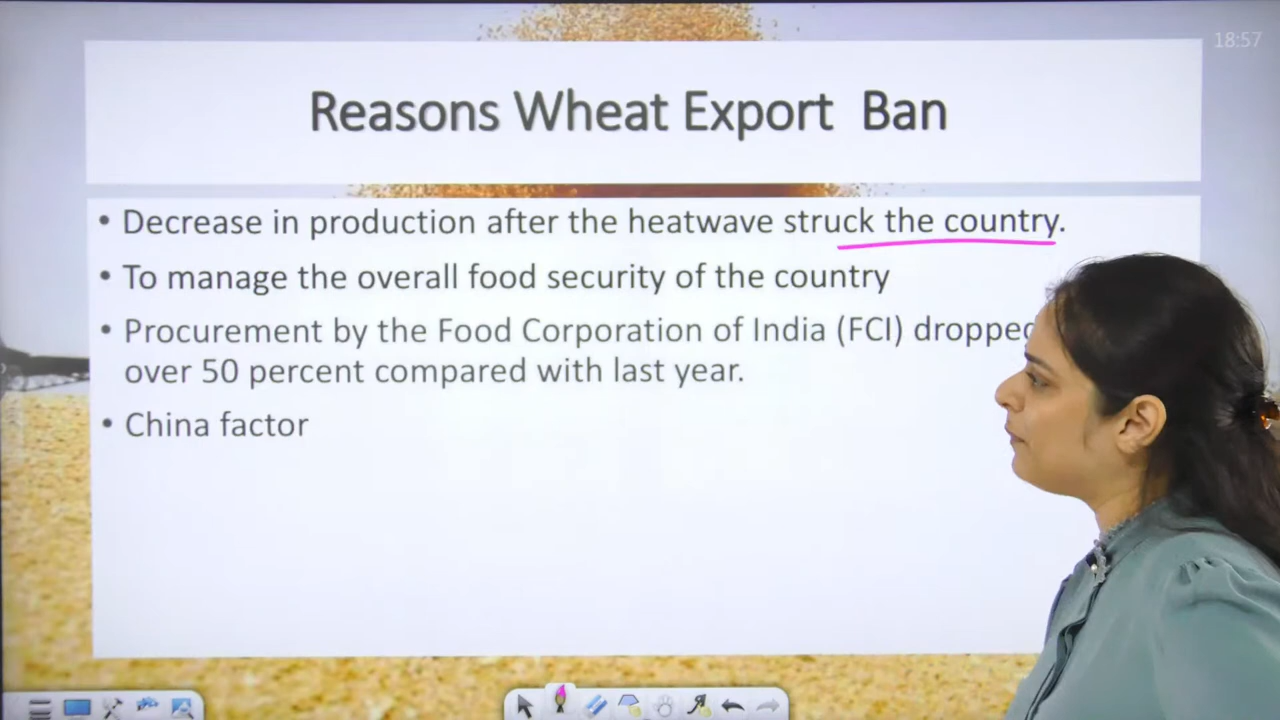 18:57
Reasons Wheat Export Ban
• Decrease in production after the heatwave struck the country.
• To manage the overall food security of the country
• Procurement by the Food Corporation of India (FCI) dropped
over 50 percent compared with last year.
• China factor